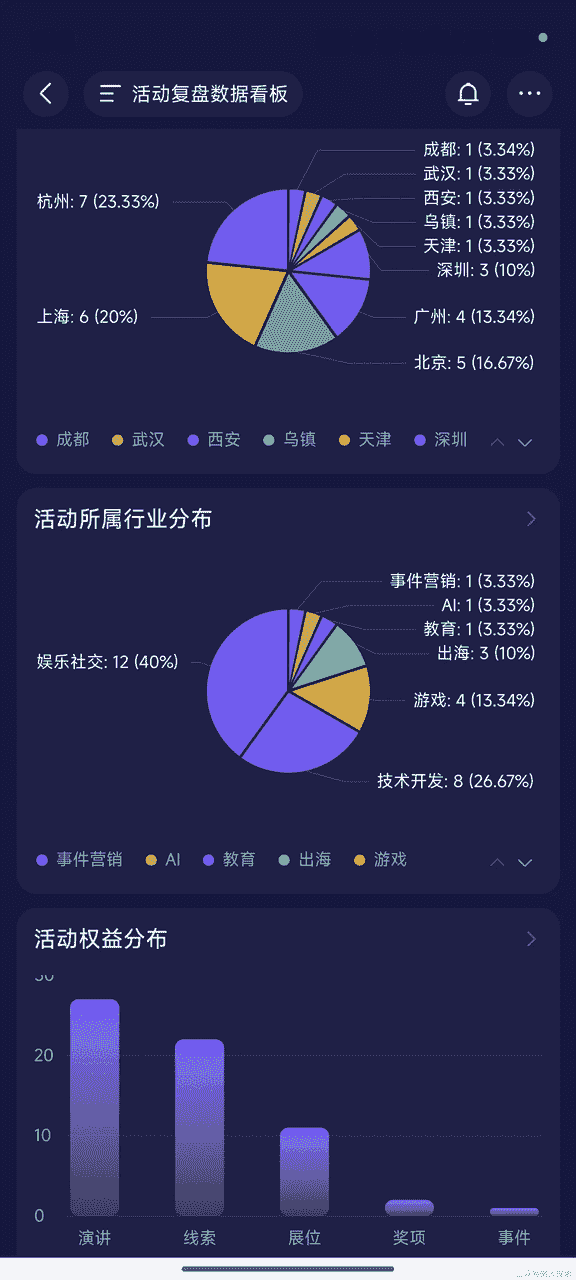 活动复盘数据看板
成都: 1 (3.34%)
武汉: 1 (3.33%)
西安: 1 (3.33%)
杭州: 7 (23.33%)
乌镇: 1 (3.33%)
天津: 1 (3.33%)
深圳: 3 (10%)
上海: 6 (20%)
广州: 4 (13.34%)
北京: 5 (16.67%)
成都 武汉 西安 乌镇 天津 深圳
活动所属行业分布
事件营销: 1 (3.33%)
AI: 1 (3.33%)
教育: 1 (3.33%)
出海: 3 (10%)
娱乐社交: 12 (40%)
游戏: 4 (13.34%)
技术开发: 8 (26.67%)
事件营销 AI 教育 出海 游戏
活动权益分布
30
20
10
0
演讲 线索 展位 奖项 事件